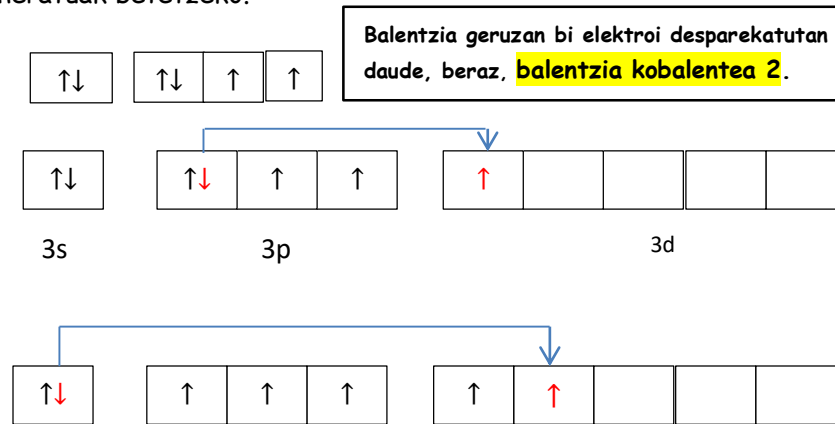 Balentzia geruzan bi elektroi desparekatutan
daude, beraz, balentzia kobalentea 2.
↑↓ ↑↓ ↑ ↑
↑↓ ↑↓ ↑ ↑ ↑
3s 3p 3d
↑↓ ↑ ↑ ↑ ↑ ↑